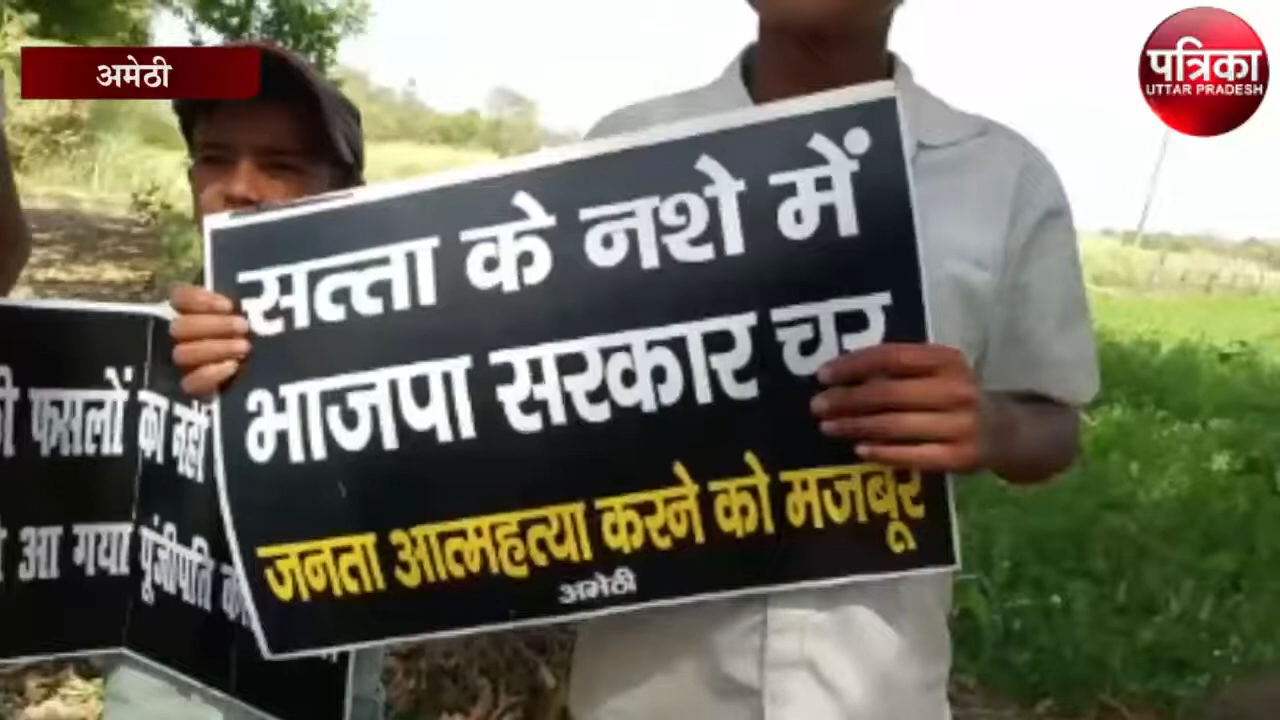 अमेठी
पत्रिका
UTTAR PRADESH
सत्ता के नशे में
भाजपा सरकार
जनता आत्महत्या करने को मजबूर
अमेठी
फसलों का नहीं
आ गया पूंजीपति